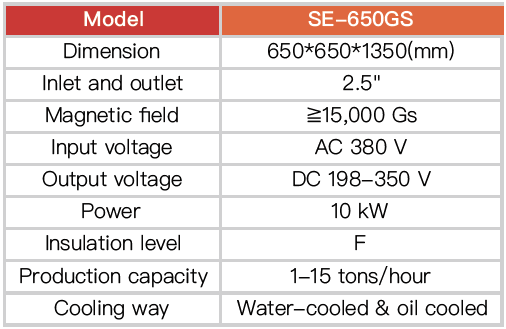 Model SE-650GS
Dimension 650*650*1350(mm)
Inlet and outlet 2.5"
Magnetic field ≧15,000 Gs
Input voltage AC 380 V
Output voltage DC 198-350 V
Power 10 kW
Insulation level F
Production capacity 1-15 tons/hour
Cooling way Water-cooled & oil cooled